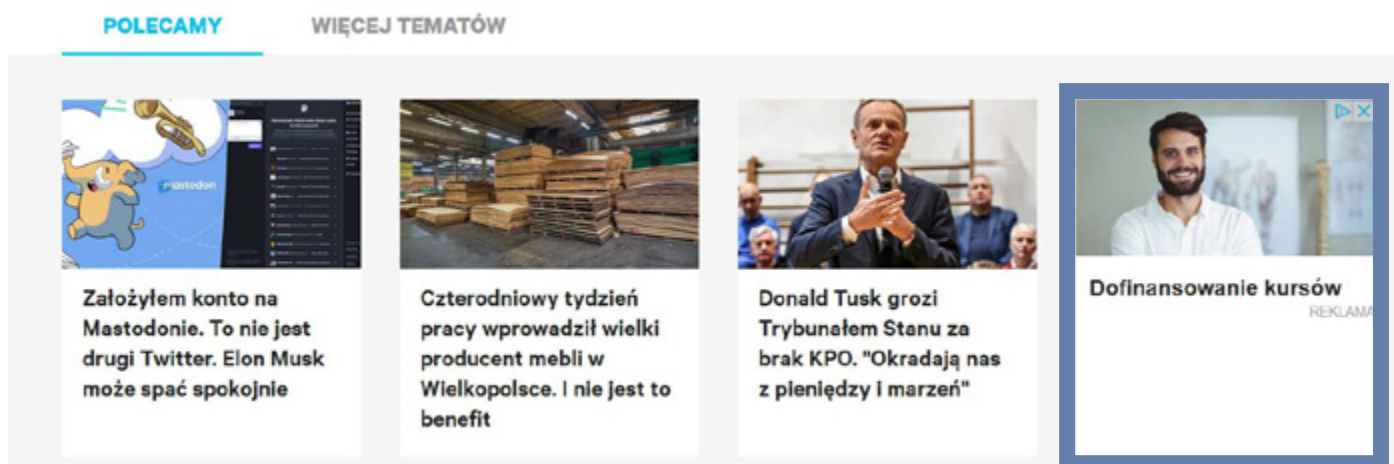 POLECAMY
WIĘCEJ TEMATÓW
mastodon
Założyłem konto na
Mastodonie. To nie jest
drugi Twitter. Elon Musk
może spać spokojnie
Czterodniowy tydzień
pracy wprowadził wielki
producent mebli w
Wielkopolsce. I nie jest to
benefit
Donald Tusk grozi
Trybunałem Stanu za
brak KPO. "Okradają nas
z pieniędzy i marzeń"
Dofinansowanie kursów
REKLAMA